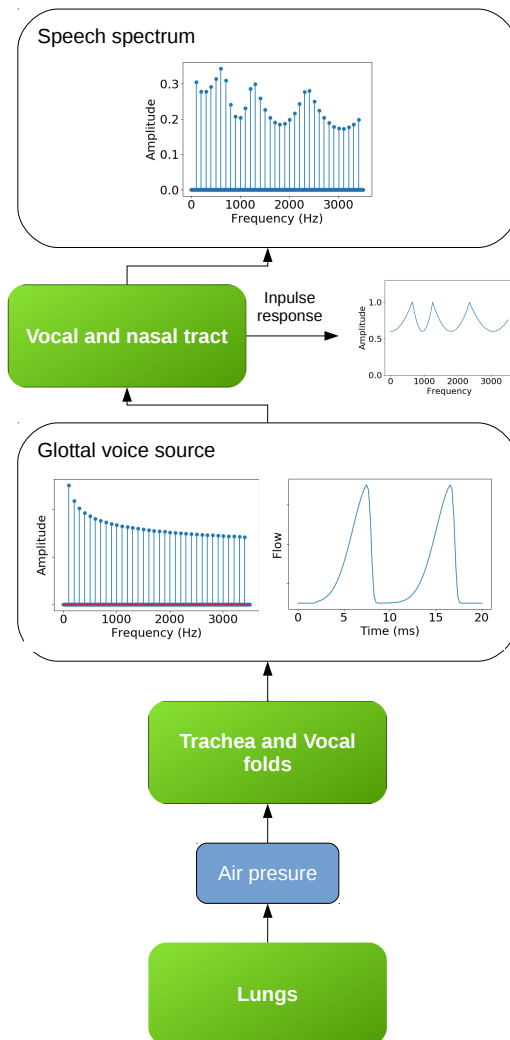 Speech spectrum
0.3
0.2
0.1
0.0
Amplitude
0 1000 2000 3000
Frequency (Hz)
Vocal and nasal tract
Inpulse
response
1.0
0.5
0.0
Amplitude
0 1000 2000 3000
Frequency
Glottal voice source
Amplitude
0 1000 2000 3000
Frequency (Hz)
Flow
0 5 10 15 20
Time (ms)
Trachea and Vocal
folds
Air presure
Lungs